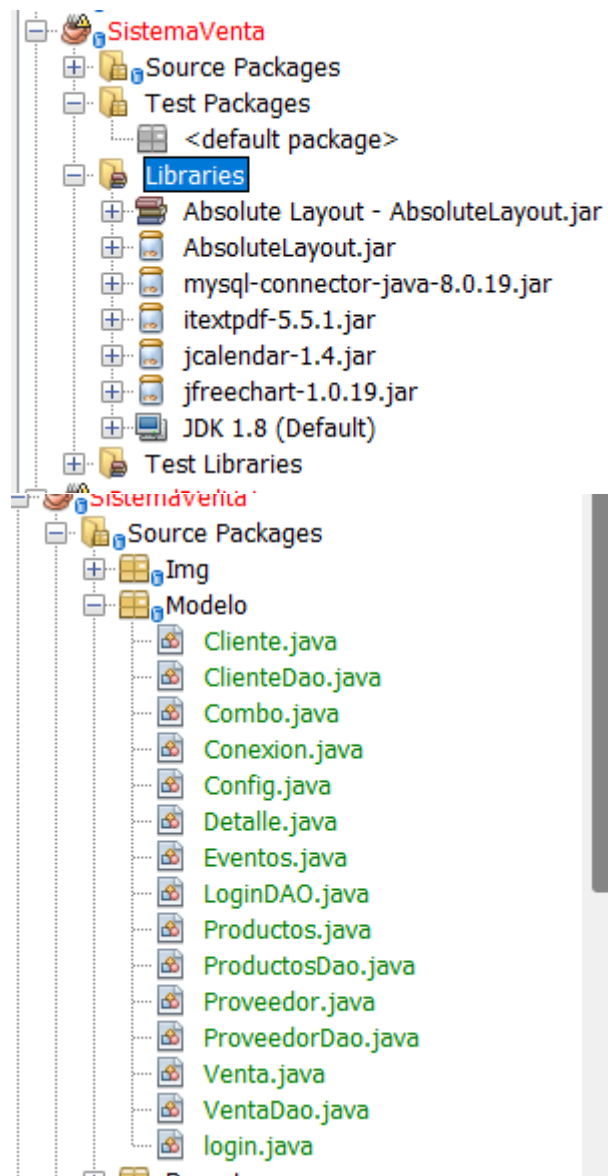 SistemaVenta
Source Packages
Test Packages
<default package>
Libraries
Absolute Layout - AbsoluteLayout.jar
AbsoluteLayout.jar
mysql-connector-java-8.0.19.jar
itextpdf-5.5.1.jar
jcalendar-1.4.jar
jfreechart-1.0.19.jar
JDK 1.8 (Default)
Test Libraries
SistemaVenta
Source Packages
Img
Modelo
Cliente.java
ClienteDao.java
Combo.java
Conexion.java
Config.java
Detalle.java
Eventos.java
LoginDAO.java
Productos.java
ProductosDao.java
Proveedor.java
ProveedorDao.java
Venta.java
VentaDao.java
login.java